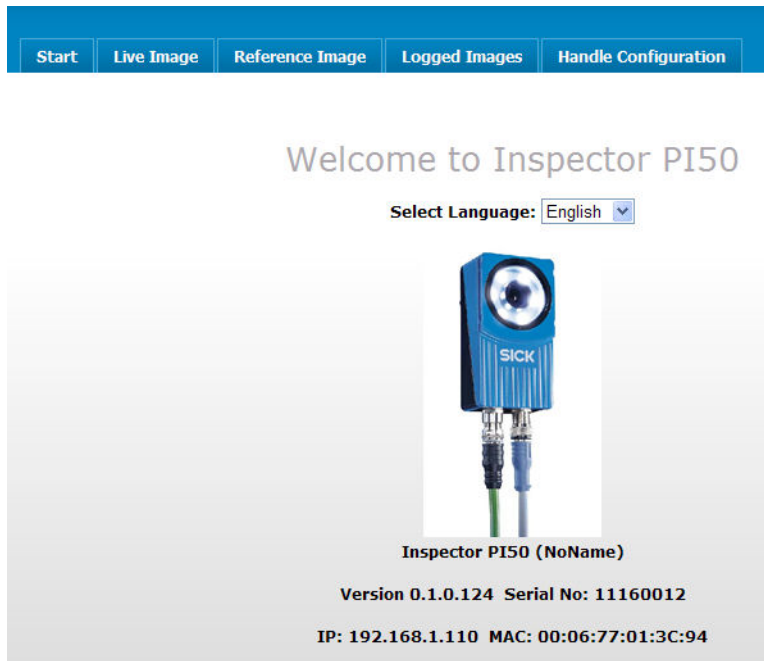 Start Live Image Reference Image Logged Images Handle Configuration
Welcome to Inspector PI50
Select Language: English
SICK
Inspector PI50 (NoName)
Version 0.1.0.124 Serial No: 11160012
IP: 192.168.1.110 MAC: 00:06:77:01:3C:94